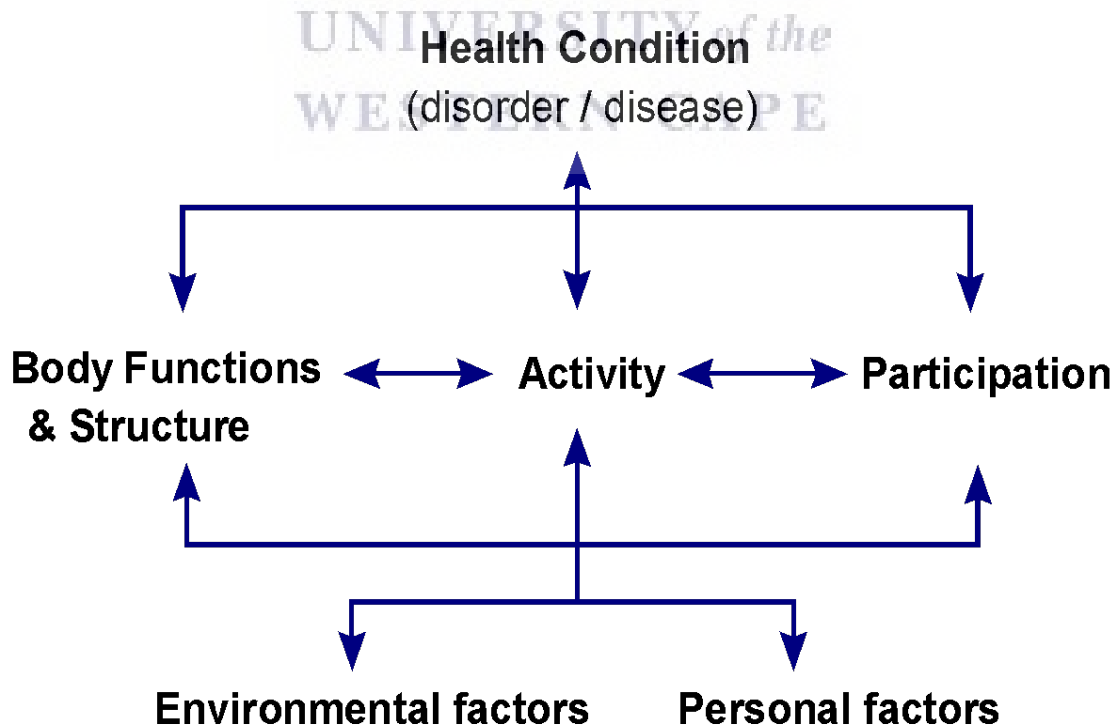 UNIVERSITY of the
Health Condition
WESTERN CAPE
(disorder / disease)
Body Functions
& Structure
Activity
Participation
Environmental factors
Personal factors